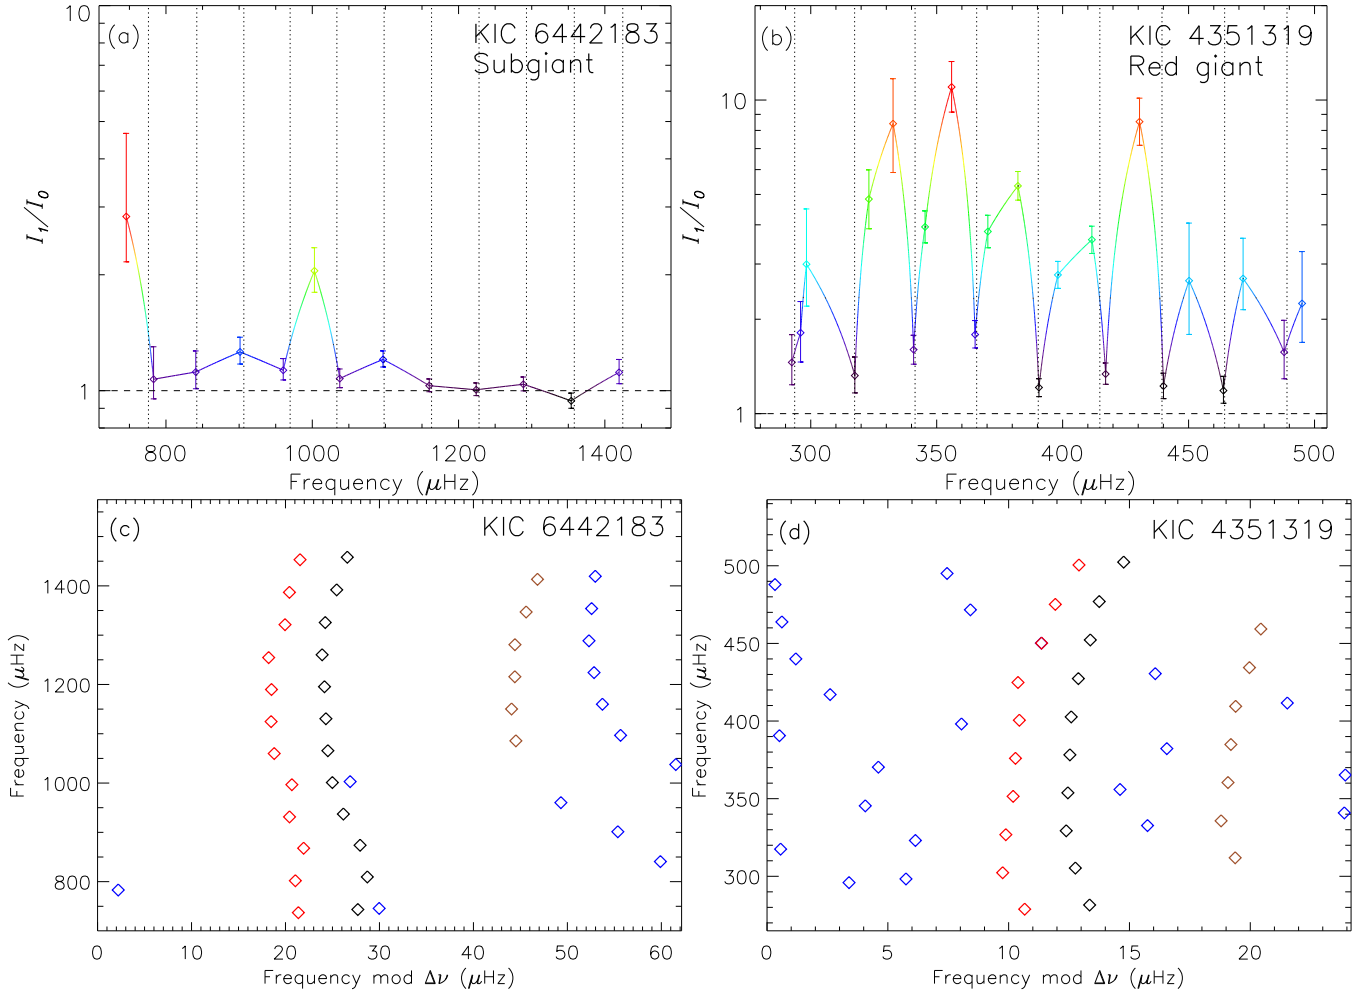 (a)
KIC 6442183
Subgiant
10
1
I₁/I₀
800 1000 1200 1400
Frequency (μHz)
(b)
KIC 4351319
Red giant
10
1
I₁/I₀
300 350 400 450 500
Frequency (μHz)
(c)
KIC 6442183
1400
1200
1000
800
Frequency (μHz)
0 10 20 30 40 50 60
Frequency mod Δν (μHz)
(d)
KIC 4351319
500
450
400
350
300
Frequency (μHz)
0 5 10 15 20
Frequency mod Δν (μHz)